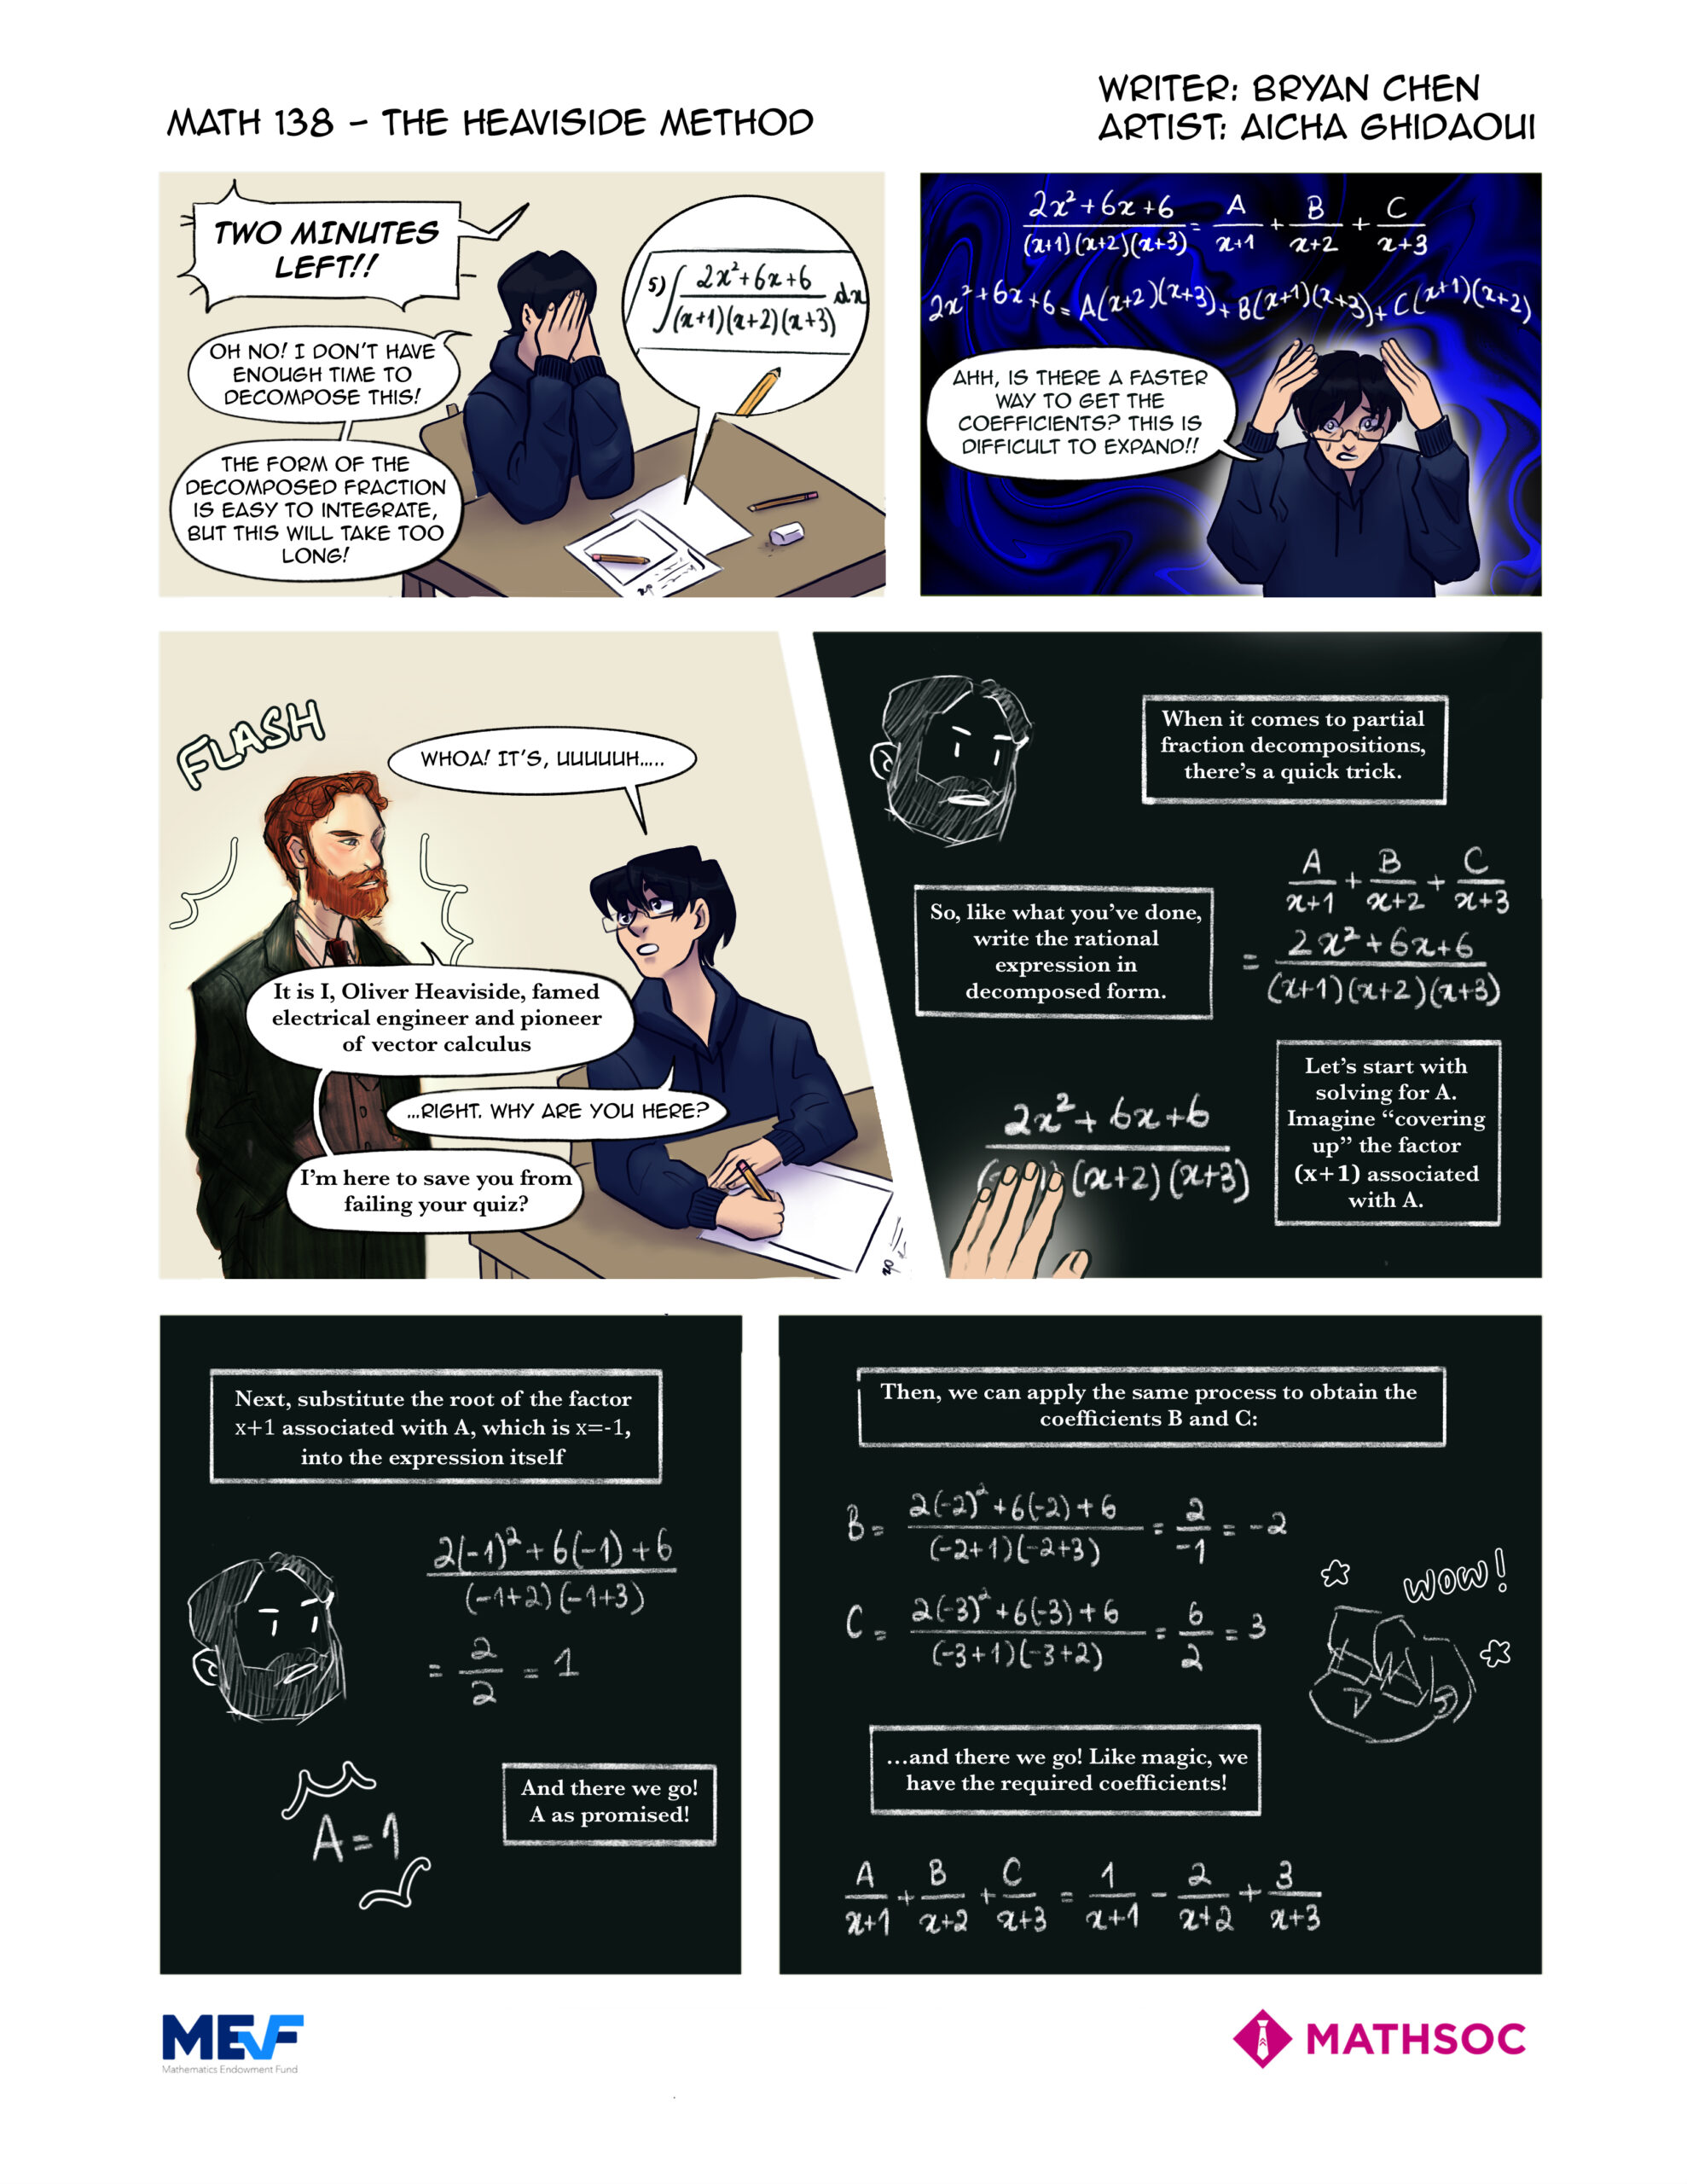 MATH 138 - THE HEAVISIDE METHOD
WRITER: BRYAN CHEN
ARTIST: AICHA GHIDAOUI
TWO MINUTES
LEFT!!
OH NO! I DON'T HAVE
ENOUGH TIME TO
DECOMPOSE THIS!
THE FORM OF THE
DECOMPOSED FRACTION
IS EASY TO INTEGRATE,
BUT THIS WILL TAKE TOO
LONG!
5) ∫ 2x²+6x+6 dx
(x+1)(x+2)(x+3)
2x²+6x+6 = A + B + C
(x+1)(x+2)(x+3) x+1 x+2 x+3
2x²+6x+6 = A(x+2)(x+3) + B(x+1)(x+3) + C(x+1)(x+2)
AHH, IS THERE A FASTER
WAY TO GET THE
COEFFICIENTS? THIS IS
DIFFICULT TO EXPAND!!
FLASH
WHOA! IT'S, UUUUUH.....
It is I, Oliver Heaviside, famed
electrical engineer and pioneer
of vector calculus
...RIGHT. WHY ARE YOU HERE?
I'm here to save you from
failing your quiz?
When it comes to partial
fraction decompositions,
there's a quick trick.
So, like what you've done,
write the rational
expression in
decomposed form.
A + B + C
x+1 x+2 x+3
= 2x²+6x+6
(x+1)(x+2)(x+3)
Let's start with
solving for A.
Imagine “covering
up” the factor
(x+1) associated
with A.
2x²+6x+6
(x+2)(x+3)
Next, substitute the root of the factor
x+1 associated with A, which is x=-1,
into the expression itself
2(-1)²+6(-1)+6
(-1+2)(-1+3)
= 2 = 1
2
A=1
And there we go!
A as promised!
Then, we can apply the same process to obtain the
coefficients B and C:
B = 2(-2)²+6(-2)+6 = 2 = -2
(-2+1)(-2+3) -1
C = 2(-3)²+6(-3)+6 = 6 = 3
(-3+1)(-3+2) 2
WOW!
...and there we go! Like magic, we
have the required coefficients!
A + B + C = 1 - 2 + 3
x+1 x+2 x+3 x+1 x+2 x+3
MEF
Mathematics Endowment Fund
MATHSOC